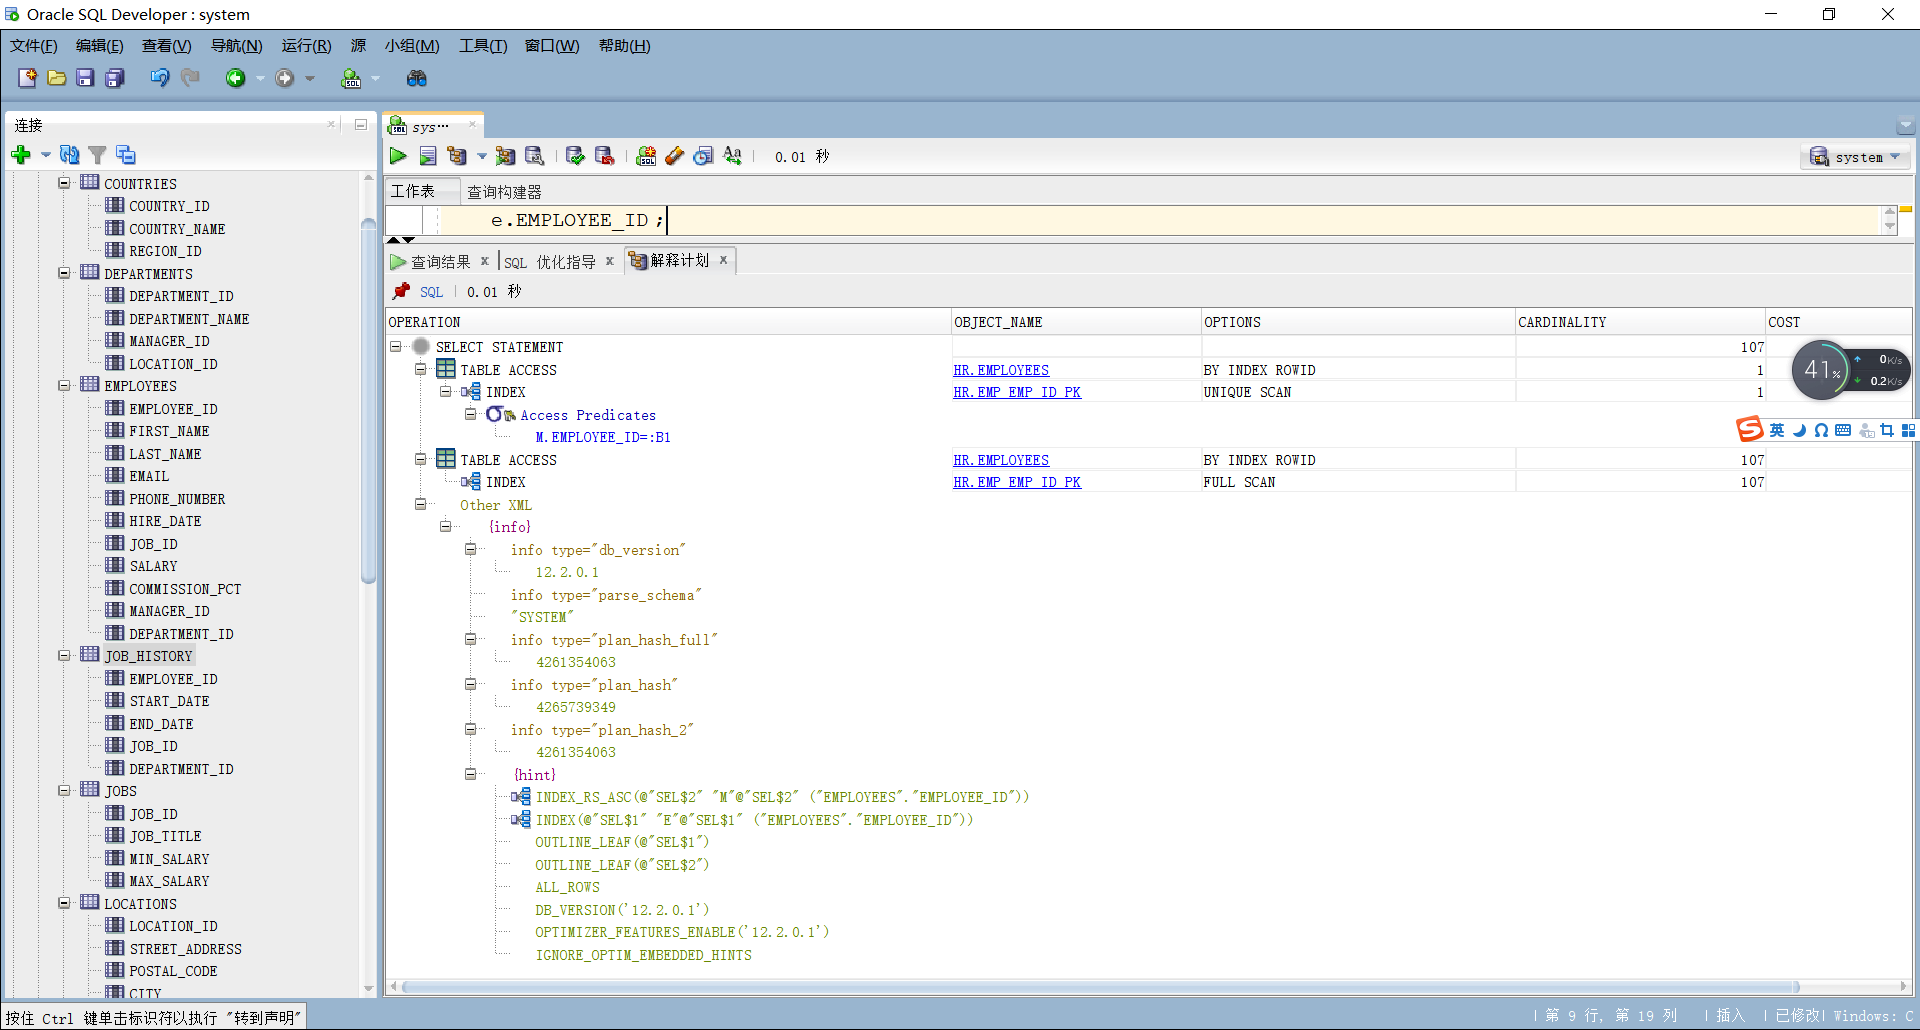 Oracle SQL Developer : system
文件(F) 编辑(E) 查看(V) 导航(N) 运行(R) 源 小组(M) 工具(T) 窗口(W) 帮助(H)
连接
COUNTRIES
COUNTRY_ID
COUNTRY_NAME
REGION_ID
DEPARTMENTS
DEPARTMENT_ID
DEPARTMENT_NAME
MANAGER_ID
LOCATION_ID
EMPLOYEES
EMPLOYEE_ID
FIRST_NAME
LAST_NAME
EMAIL
PHONE_NUMBER
HIRE_DATE
JOB_ID
SALARY
COMMISSION_PCT
MANAGER_ID
DEPARTMENT_ID
JOB_HISTORY
EMPLOYEE_ID
START_DATE
END_DATE
JOB_ID
DEPARTMENT_ID
JOBS
JOB_ID
JOB_TITLE
MIN_SALARY
MAX_SALARY
LOCATIONS
LOCATION_ID
STREET_ADDRESS
POSTAL_CODE
CITY
sys…
0.01 秒
system
工作表 查询构建器
e.EMPLOYEE_ID ;
查询结果 SQL 优化指导 解释计划
SQL 0.01 秒
OPERATION OBJECT_NAME OPTIONS CARDINALITY COST
SELECT STATEMENT 107
TABLE ACCESS HR.EMPLOYEES BY INDEX ROWID 1
INDEX HR.EMP_EMP_ID_PK UNIQUE SCAN 1
Access Predicates
M.EMPLOYEE_ID=:B1
TABLE ACCESS HR.EMPLOYEES BY INDEX ROWID 107
INDEX HR.EMP_EMP_ID_PK FULL SCAN 107
Other XML
{info}
info type="db_version"
12.2.0.1
info type="parse_schema"
"SYSTEM"
info type="plan_hash_full"
4261354063
info type="plan_hash"
4265739349
info type="plan_hash_2"
4261354063
{hint}
INDEX_RS_ASC(@"SEL$2" "M"@"SEL$2" ("EMPLOYEES"."EMPLOYEE_ID"))
INDEX(@"SEL$1" "E"@"SEL$1" ("EMPLOYEES"."EMPLOYEE_ID"))
OUTLINE_LEAF(@"SEL$1")
OUTLINE_LEAF(@"SEL$2")
ALL_ROWS
DB_VERSION('12.2.0.1')
OPTIMIZER_FEATURES_ENABLE('12.2.0.1')
IGNORE_OPTIM_EMBEDDED_HINTS
41%
0K/s
0.2K/s
英
按住 Ctrl 键单击标识符以执行 "转到声明"
第 9 行, 第 19 列 插入 已修改 Windows: C